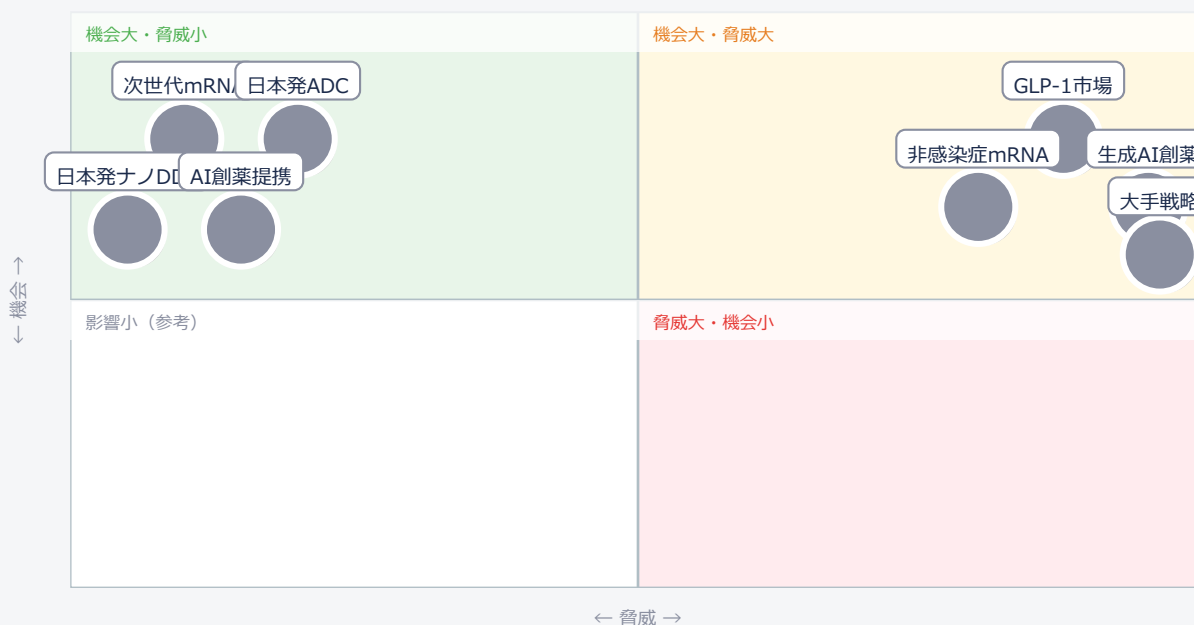 機会大・脅威小
機会大・脅威大
次世代mRNA
日本発ADC
GLP-1市場
非感染症mRNA
生成AI創薬
日本発ナノDD
AI創薬提携
大手戦略
← 機会 →
影響小（参考）
脅威大・機会小
← 脅威 →